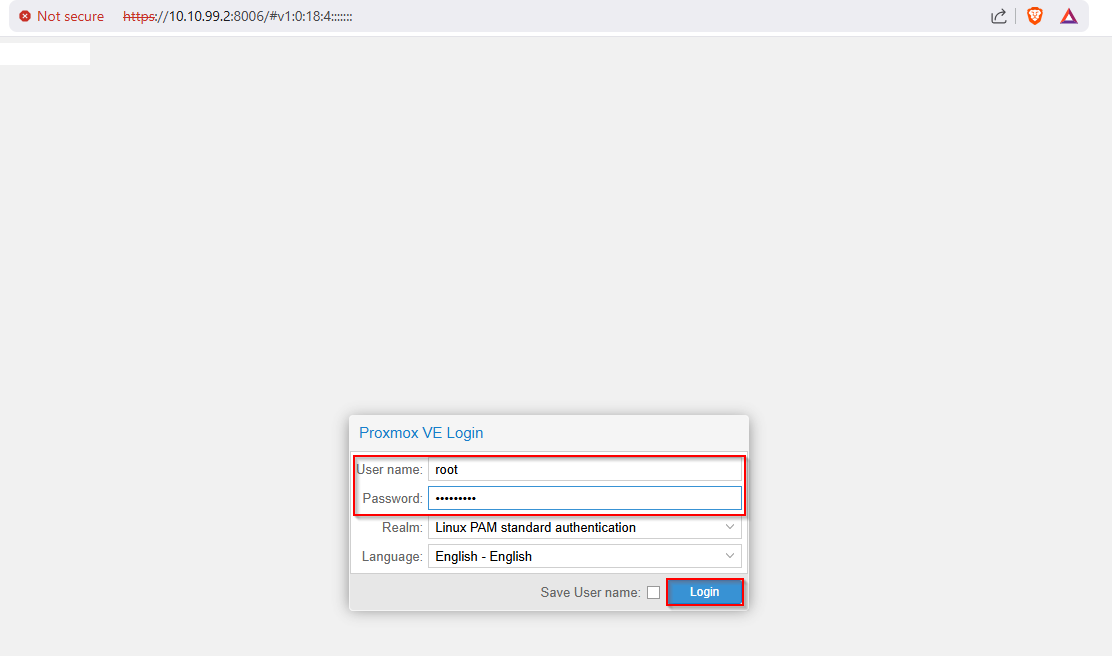 Not secure https://10.10.99.2:8006/#v1:0:18:4:::::::
Proxmox VE Login
User name: root
Password: •••••••••
Realm: Linux PAM standard authentication
Language: English - English
Save User name: Login